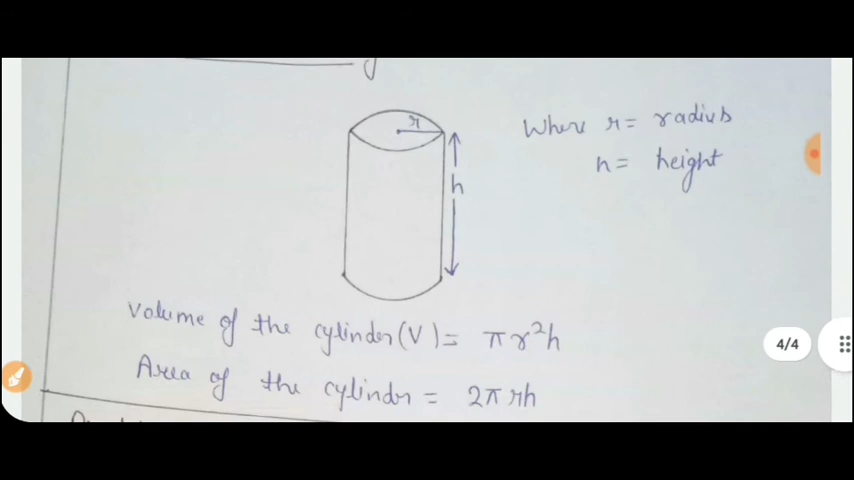 r
Where r = radius
h = height
h
Volume of the cylinder (V) = πr²h
Area of the cylinder = 2πrh
4/4